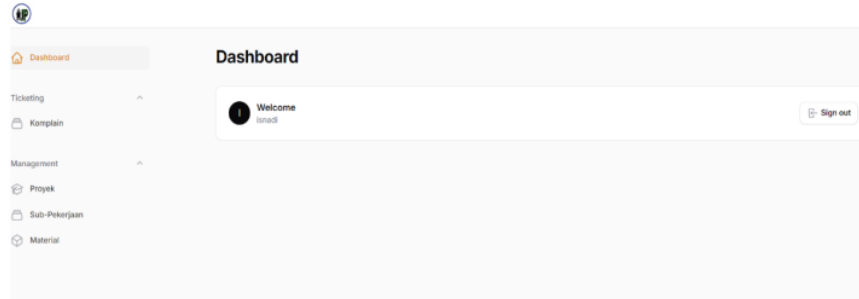 Dashboard
Dashboard
Ticketing
Komplain
Management
Proyek
Sub-Pekerjaan
Material
I
Welcome
isnadi
Sign out